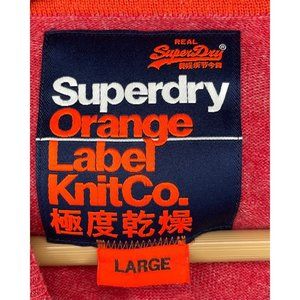 REAL
SuperDry
Superdry
Orange
Label
KnitCo.
極度乾燥
LARGE